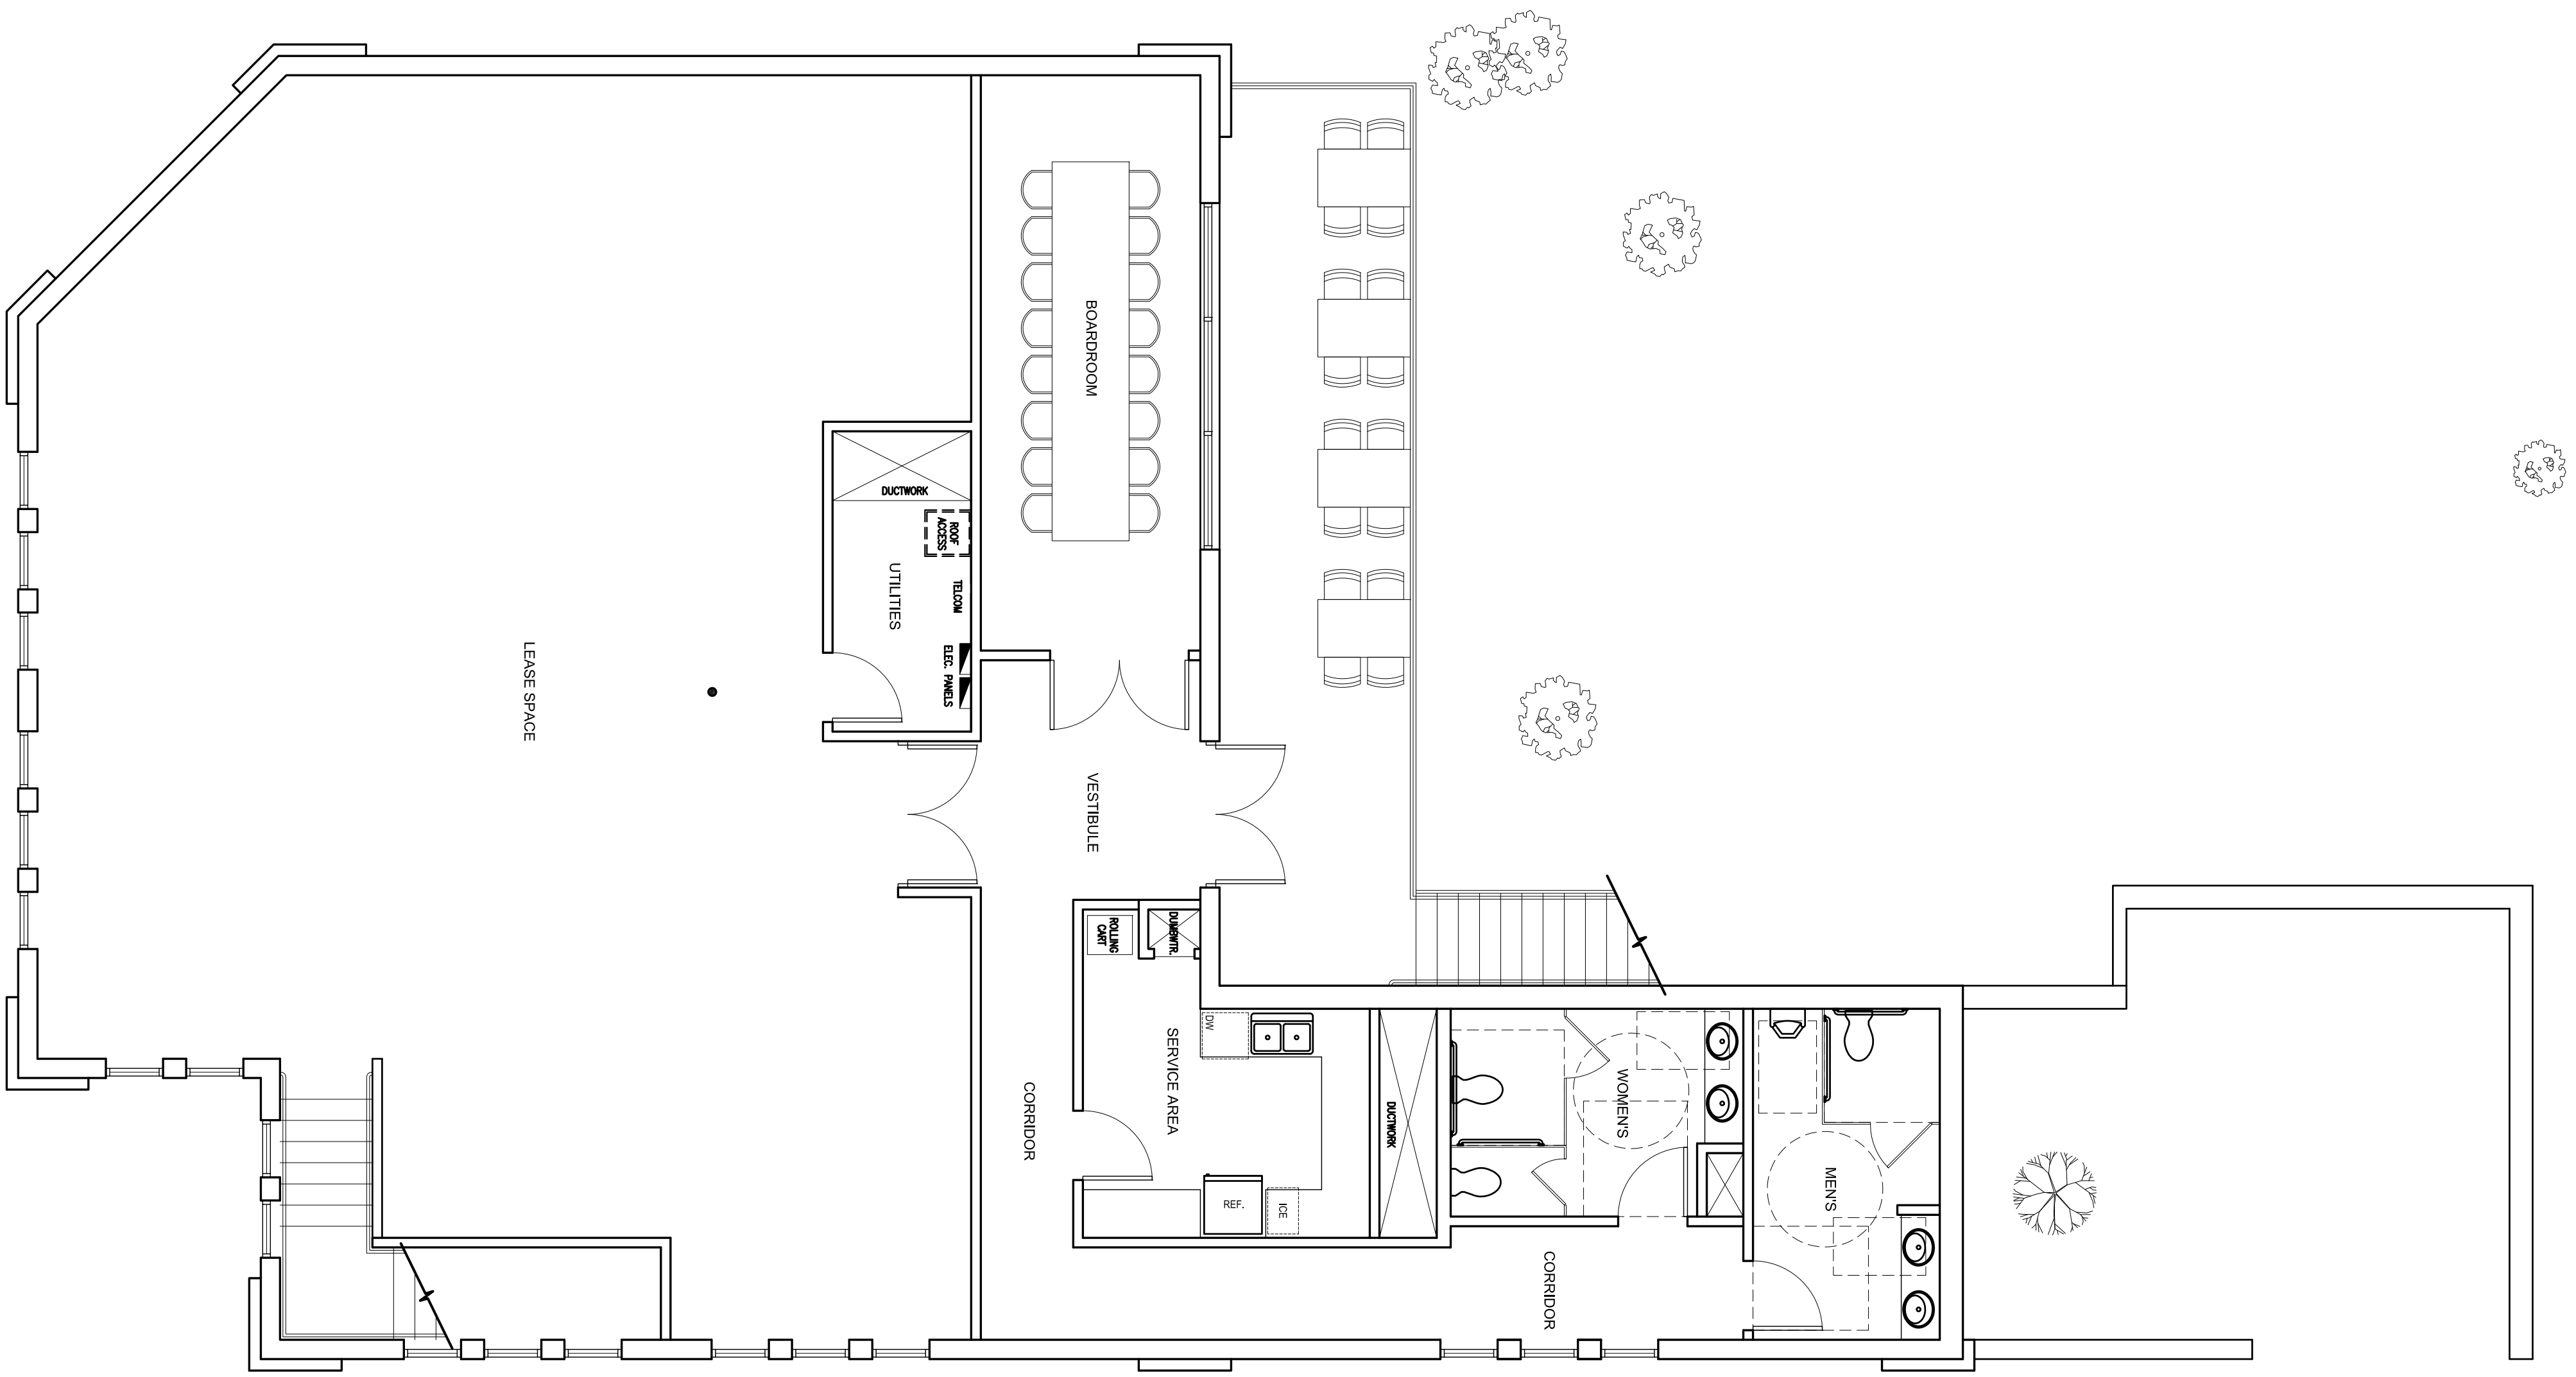 BOARDROOM
DUCTWORK
ROOF
ACCESS
TELCOM
UTILITIES
ELEC. PANELS
LEASE SPACE
VESTIBULE
DUMBWTR.
ROLLING
CART
DW
SERVICE AREA
CORRIDOR
DUCTWORK
WOMEN'S
MEN'S
REF.
ICE
CORRIDOR